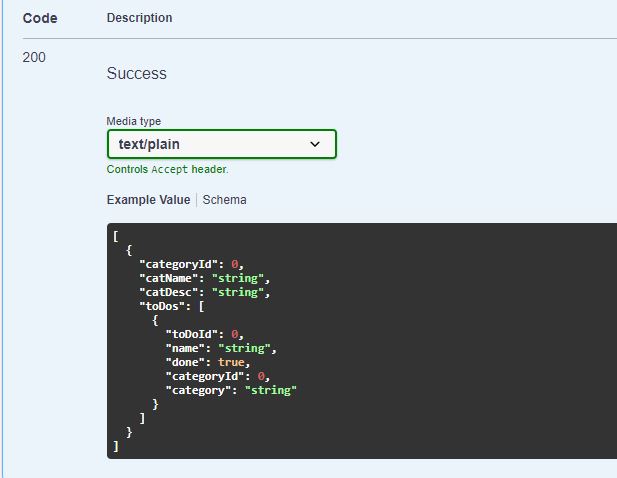 Code Description
200
Success
Media type
text/plain
Controls Accept header.
Example Value Schema
[
  {
    "categoryId": 0,
    "catName": "string",
    "catDesc": "string",
    "toDos": [
      {
        "toDoId": 0,
        "name": "string",
        "done": true,
        "categoryId": 0,
        "category": "string"
      }
    ]
  }
]